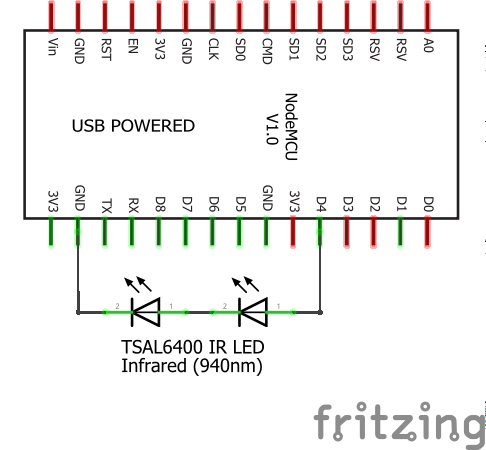 Vin GND RST EN 3V3 GND CLK SD0 CMD SD1 SD2 SD3 RSV RSV A0
USB POWERED
NodeMCU
V1.0
3V3 GND TX RX D8 D7 D6 D5 GND 3V3 D4 D3 D2 D1 D0
2 1 2 1
TSAL6400 IR LED
Infrared (940nm)
fritzing